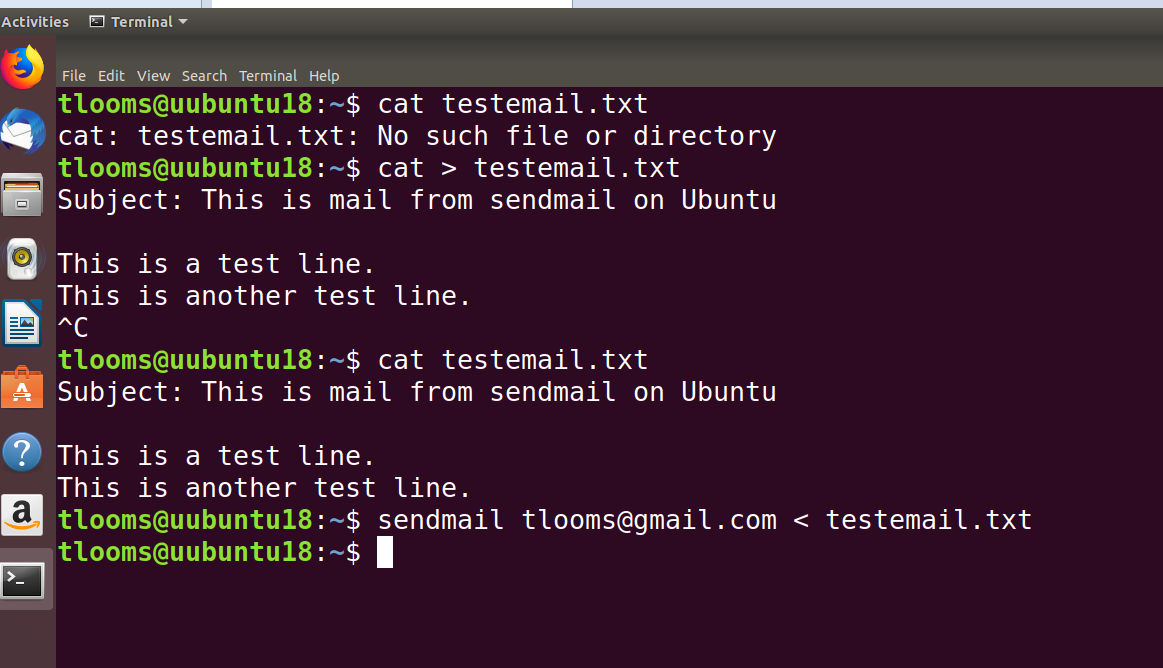 Activities Terminal
File Edit View Search Terminal Help
tlooms@uubuntu18:~$ cat testemail.txt
cat: testemail.txt: No such file or directory
tlooms@uubuntu18:~$ cat > testemail.txt
Subject: This is mail from sendmail on Ubuntu

This is a test line.
This is another test line.
^C
tlooms@uubuntu18:~$ cat testemail.txt
Subject: This is mail from sendmail on Ubuntu

This is a test line.
This is another test line.
tlooms@uubuntu18:~$ sendmail tlooms@gmail.com < testemail.txt
tlooms@uubuntu18:~$